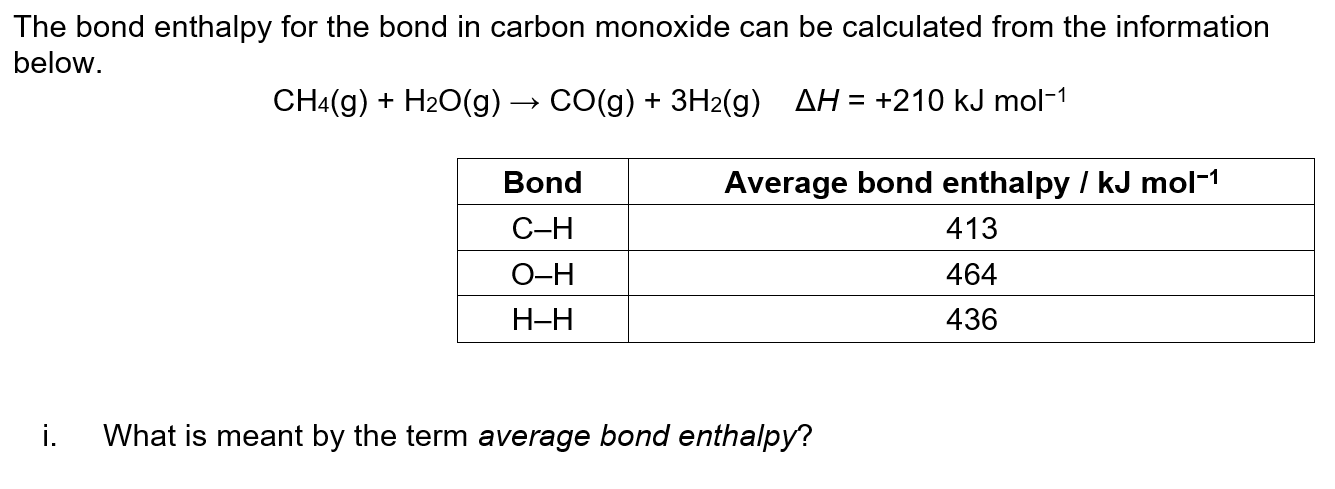 The bond enthalpy for the bond in carbon monoxide can be calculated from the information
below.
CH4(g) + H2O(g) → CO(g) + 3H2(g) ΔH = +210 kJ mol⁻¹
Bond Average bond enthalpy / kJ mol⁻¹
C–H 413
O–H 464
H–H 436
i. What is meant by the term average bond enthalpy?